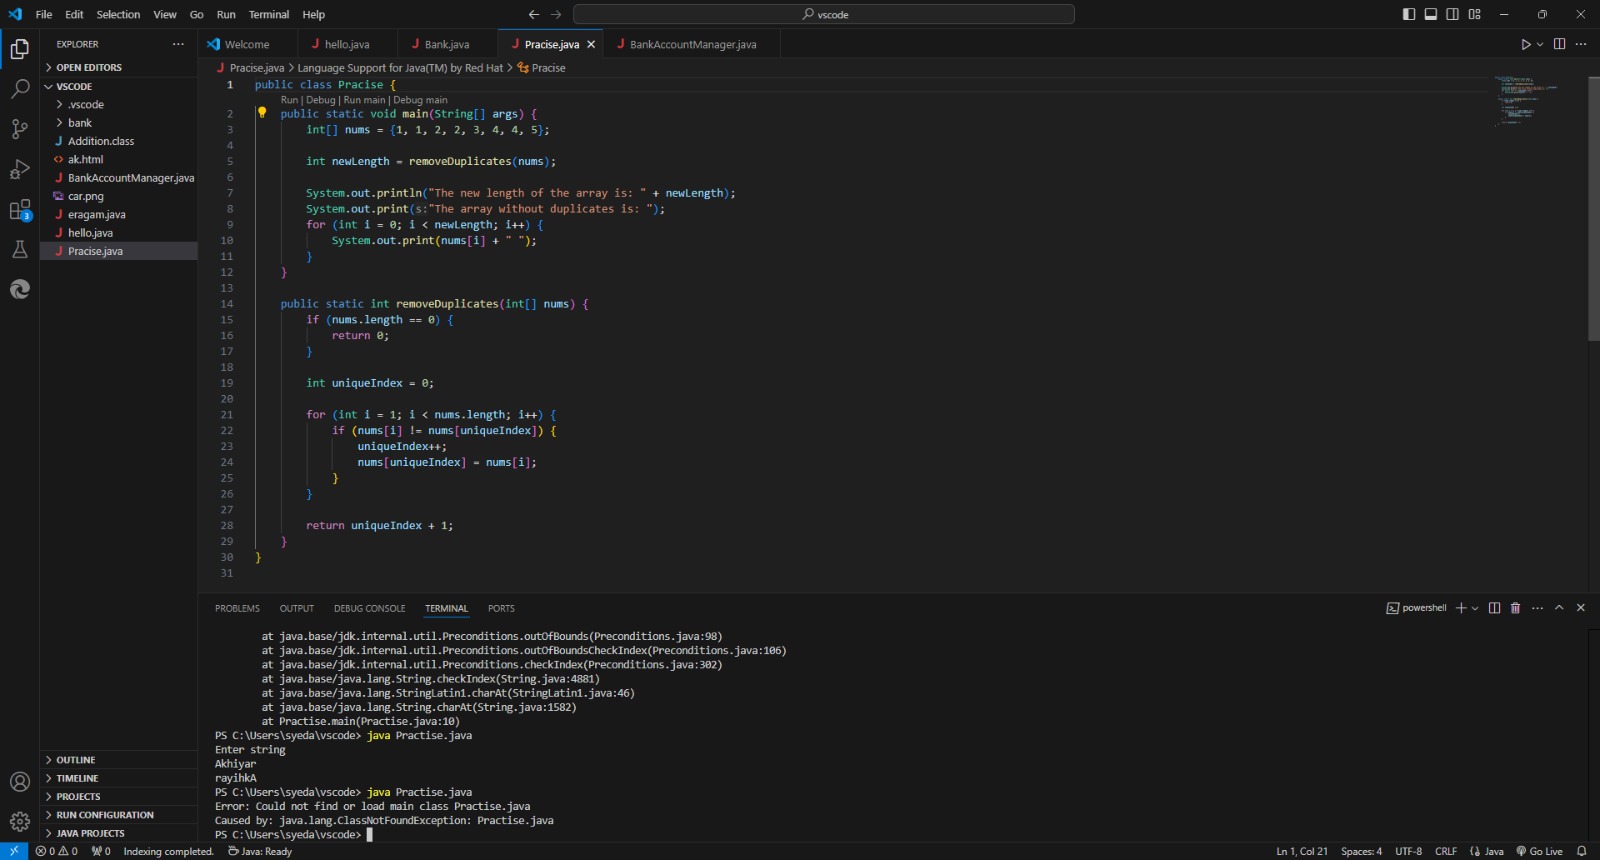 File Edit Selection View Go Run Terminal Help
vscode
EXPLORER
Welcome
hello.java
Bank.java
Pracise.java
BankAccountManager.java
OPEN EDITORS
VSCODE
.vscode
bank
Addition.class
ak.html
BankAccountManager.java
car.png
eragam.java
hello.java
Pracise.java
3
OUTLINE
TIMELINE
PROJECTS
RUN CONFIGURATION
JAVA PROJECTS
Pracise.java > Language Support for Java(TM) by Red Hat > Pracise
1 public class Pracise {
Run | Debug | Run main | Debug main
2 public static void main(String[] args) {
3 int[] nums = {1, 1, 2, 2, 3, 4, 4, 5};
4
5 int newLength = removeDuplicates(nums);
6
7 System.out.println("The new length of the array is: " + newLength);
8 System.out.print(s:"The array without duplicates is: ");
9 for (int i = 0; i < newLength; i++) {
10 System.out.print(nums[i] + " ");
11 }
12 }
13
14 public static int removeDuplicates(int[] nums) {
15 if (nums.length == 0) {
16 return 0;
17 }
18
19 int uniqueIndex = 0;
20
21 for (int i = 1; i < nums.length; i++) {
22 if (nums[i] != nums[uniqueIndex]) {
23 uniqueIndex++;
24 nums[uniqueIndex] = nums[i];
25 }
26 }
27
28 return uniqueIndex + 1;
29 }
30 }
31
PROBLEMS OUTPUT DEBUG CONSOLE TERMINAL PORTS
powershell
at java.base/jdk.internal.util.Preconditions.outOfBounds(Preconditions.java:98)
at java.base/jdk.internal.util.Preconditions.outOfBoundsCheckIndex(Preconditions.java:106)
at java.base/jdk.internal.util.Preconditions.checkIndex(Preconditions.java:302)
at java.base/java.lang.String.checkIndex(String.java:4881)
at java.base/java.lang.StringLatin1.charAt(StringLatin1.java:46)
at java.base/java.lang.String.charAt(String.java:1582)
at Practise.main(Practise.java:10)
PS C:\Users\syeda\vscode> java Practise.java
Enter string
Akhiyar
rayihkA
PS C:\Users\syeda\vscode> java Practise.java
Error: Could not find or load main class Practise.java
Caused by: java.lang.ClassNotFoundException: Practise.java
PS C:\Users\syeda\vscode>
0 0 0 Indexing completed. Java: Ready
Ln 1, Col 21 Spaces: 4 UTF-8 CRLF Java Go Live